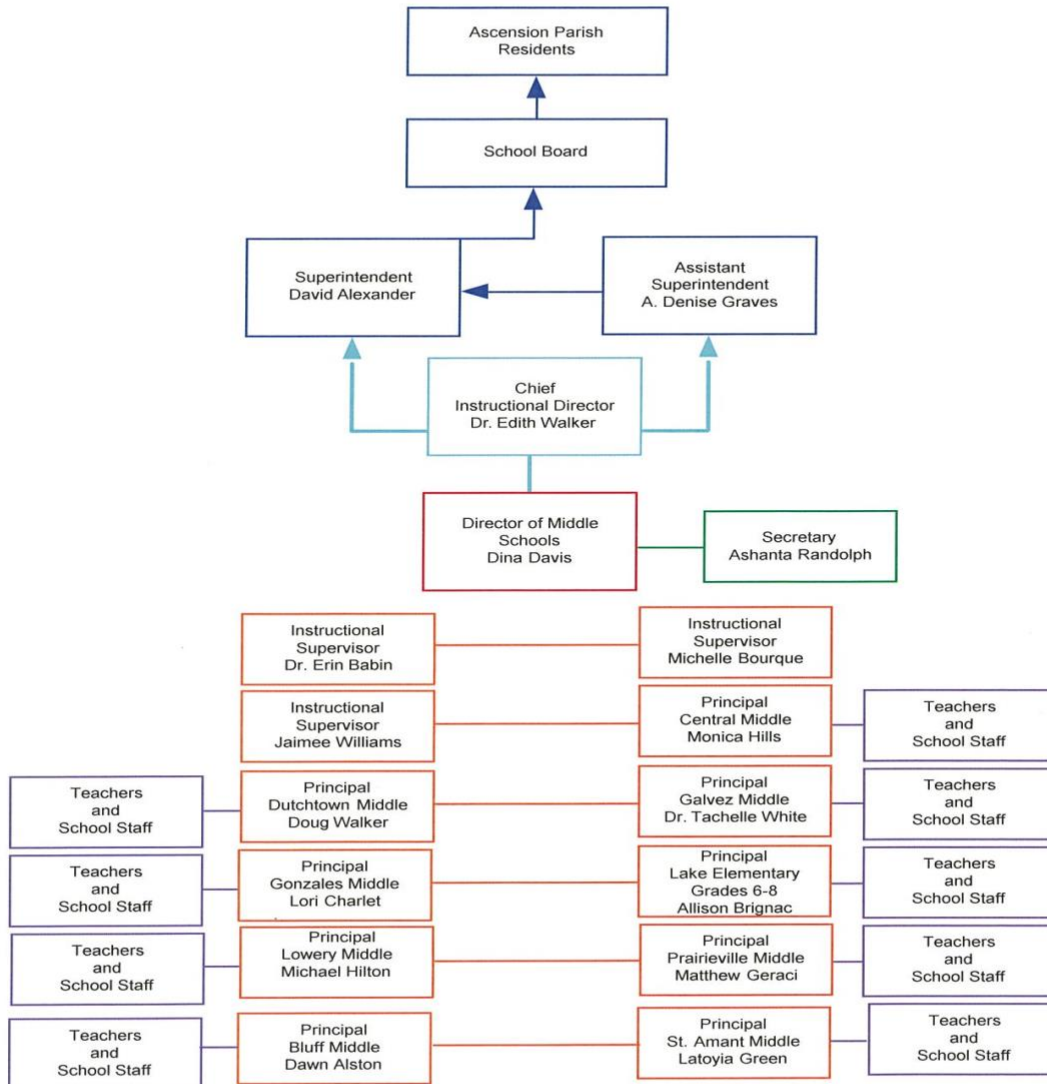 Ascension Parish
Residents
School Board
Superintendent
David Alexander
Assistant
Superintendent
A. Denise Graves
Chief
Instructional Director
Dr. Edith Walker
Director of Middle
Schools
Dina Davis
Secretary
Ashanta Randolph
Instructional
Supervisor
Dr. Erin Babin
Instructional
Supervisor
Michelle Bourque
Instructional
Supervisor
Jaimee Williams
Principal
Central Middle
Monica Hills
Teachers
and
School Staff
Teachers
and
School Staff
Principal
Dutchtown Middle
Doug Walker
Principal
Galvez Middle
Dr. Tachelle White
Teachers
and
School Staff
Teachers
and
School Staff
Principal
Gonzales Middle
Lori Charlet
Principal
Lake Elementary
Grades 6-8
Allison Brignac
Teachers
and
School Staff
Teachers
and
School Staff
Principal
Lowery Middle
Michael Hilton
Principal
Prairieville Middle
Matthew Geraci
Teachers
and
School Staff
Teachers
and
School Staff
Principal
Bluff Middle
Dawn Alston
Principal
St. Amant Middle
Latoyia Green
Teachers
and
School Staff